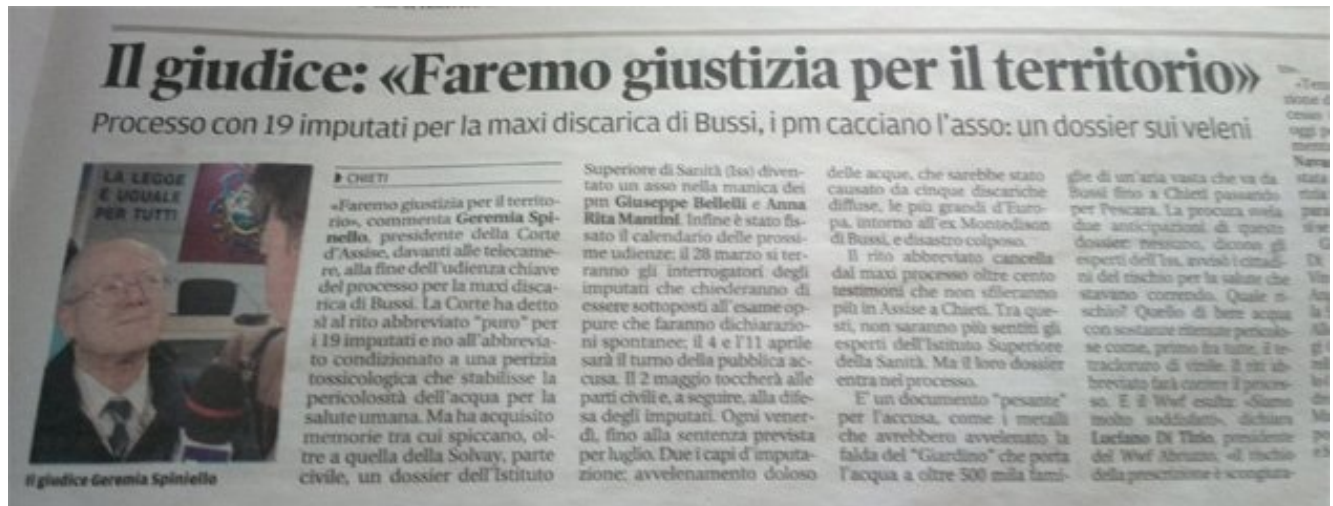 Il giudice: «Faremo giustizia per il territorio»
Processo con 19 imputati per la maxi discarica di Bussi, i pm cacciano l'asso: un dossier sui veleni
LA LEGGE
È UGUALE
PER TUTTI
Il giudice Geremia Spiniello
CHIETI
«Faremo giustizia per il territo-
rio», commenta Geremia Spi-
nello, presidente della Corte
d'Assise, davanti alle telecame-
re, alla fine dell'udienza chiave
del processo per la maxi disca-
rica di Bussi. La Corte ha detto
sì al rito abbreviato "puro" per
i 19 imputati e no all'abbrevia-
to condizionato a una perizia
tossicologica che stabilisse la
pericolosità dell'acqua per la
salute umana. Ma ha acquisito
memorie tra cui spiccano, ol-
tre a quella della Solvay, parte
civile, un dossier dell'Istituto
Superiore di Sanità (Iss) diven-
tato un asso nella manica dei
pm Giuseppe Bellelli e Anna
Rita Mantini. Infine è stato fis-
sato il calendario delle prossi-
me udienze: il 28 marzo si ter-
ranno gli interrogatori degli
imputati che chiederanno di
essere sottoposti all'esame op-
pure che faranno dichiarazio-
ni spontanee; il 4 e l'11 aprile
sarà il turno della pubblica ac-
cusa. Il 2 maggio toccherà alle
parti civili e, a seguire, alla dife-
sa degli imputati. Ogni vener-
dì, fino alla sentenza prevista
per luglio. Due i capi d'imputa-
zione: avvelenamento doloso
delle acque, che sarebbe stato
causato da cinque discariche
diffuse, le più grandi d'Euro-
pa, intorno all'ex Montedison
di Bussi, e disastro colposo.
Il rito abbreviato cancella
dal maxi processo oltre cento
testimoni che non sfileranno
più in Assise a Chieti. Tra que-
sti, non saranno più sentiti gli
esperti dell'Istituto Superiore
della Sanità. Ma il loro dossier
entra nel processo.
E' un documento "pesante"
per l'accusa, come i metalli
che avrebbero avvelenato la
falda del "Giardino" che porta
l'acqua a oltre 500 mila fami-
glie di un'aria vasta che va da
Bussi fino a Chieti passando
per Pescara. La procura svela
due anticipazioni di questo
dossier: nessuno, dicono gli
esperti dell'Iss, avvisò i cittadi-
ni del rischio per la salute che
stavano correndo. Quale ri-
schio? Quello di bere acqua
con sostanze ritenute pericolo-
se come, primo fra tutte, il te-
tracloruro di vinile. Il rito ab-
breviato farà correre il proces-
so. E il Wwf esulta: «Siamo
molto soddisfatti», dichiara
Luciano Di Tizio, presidente
del Wwf Abruzzo, «il rischio
della prescrizione è scongiura-